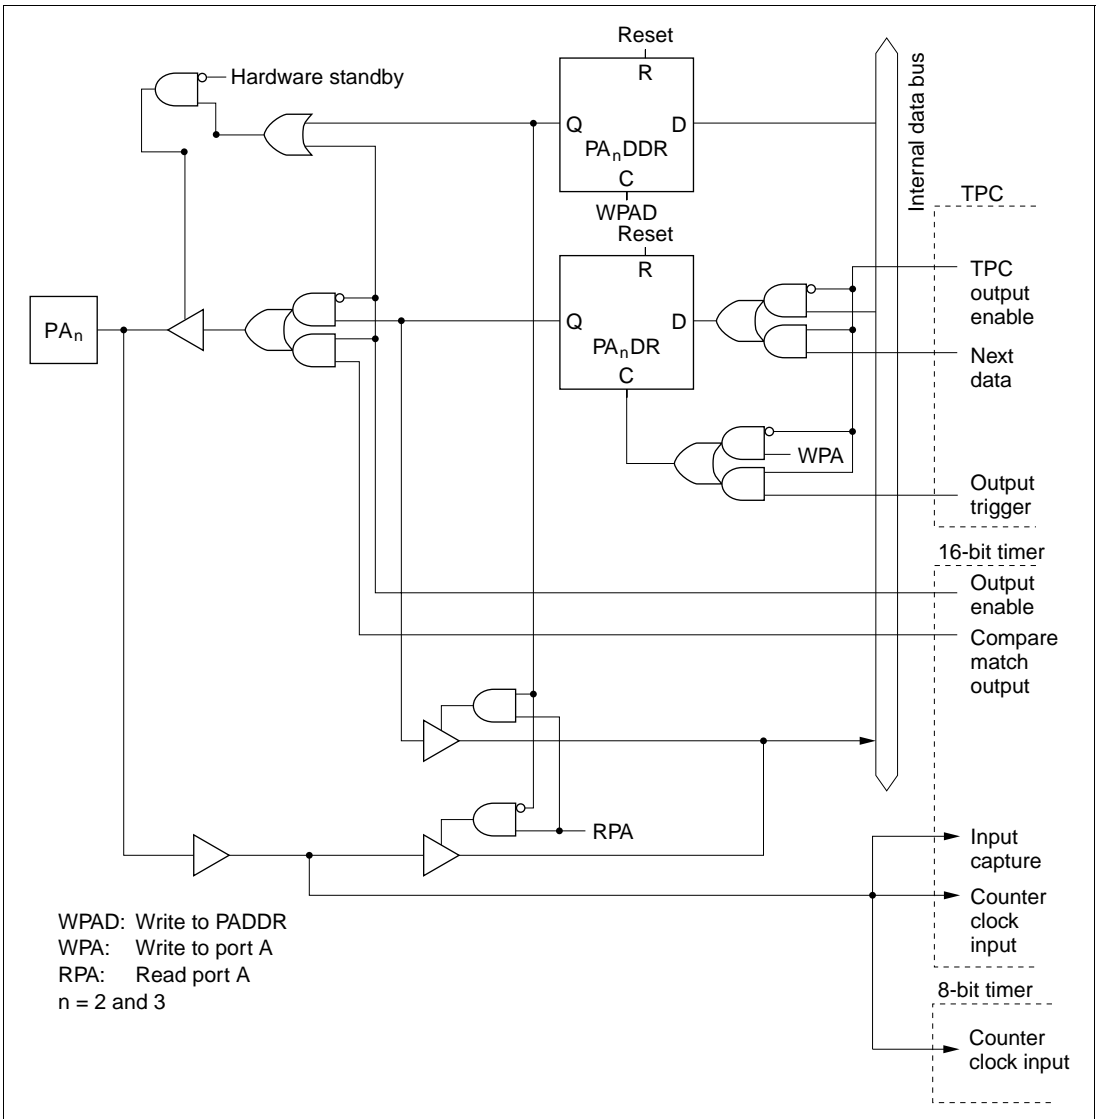 Reset
R
Hardware standby
Q
D
PAnDDR
C
WPAD
Internal data bus
TPC
Reset
R
TPC
output
enable
PAn
Q
D
PAnDR
C
Next
data
WPA
Output
trigger
16-bit timer
Output
enable
Compare
match
output
RPA
Input
capture
Counter
clock
input
WPAD: Write to PADDR
WPA: Write to port A
RPA: Read port A
n = 2 and 3
8-bit timer
Counter
clock input